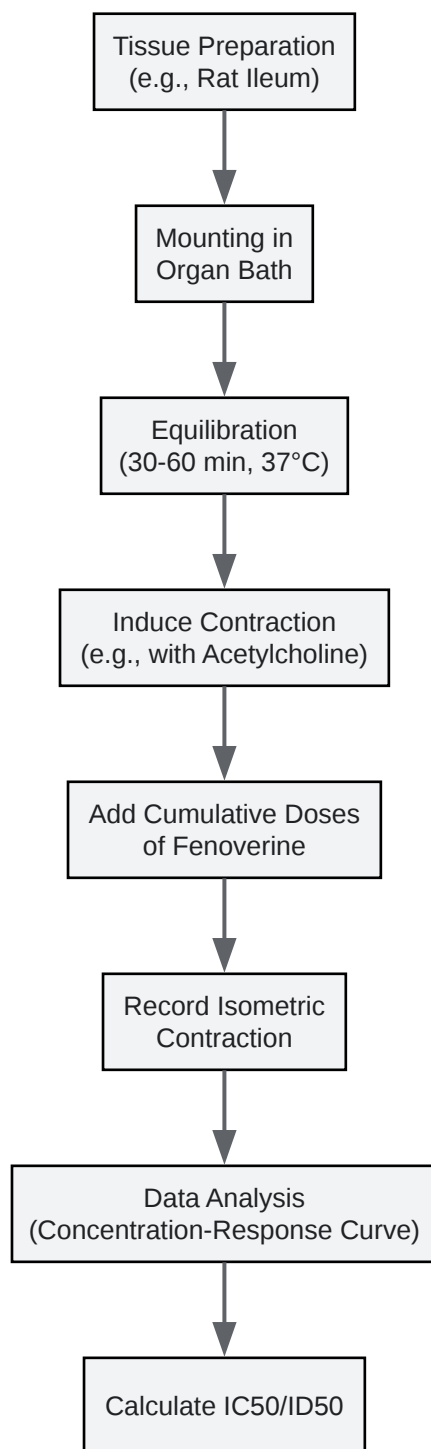 Tissue Preparation
(e.g., Rat Ileum)
Mounting in
Organ Bath
Equilibration
(30-60 min, 37°C)
Induce Contraction
(e.g., with Acetylcholine)
Add Cumulative Doses
of Fenoverine
Record Isometric
Contraction
Data Analysis
(Concentration-Response Curve)
Calculate IC50/ID50